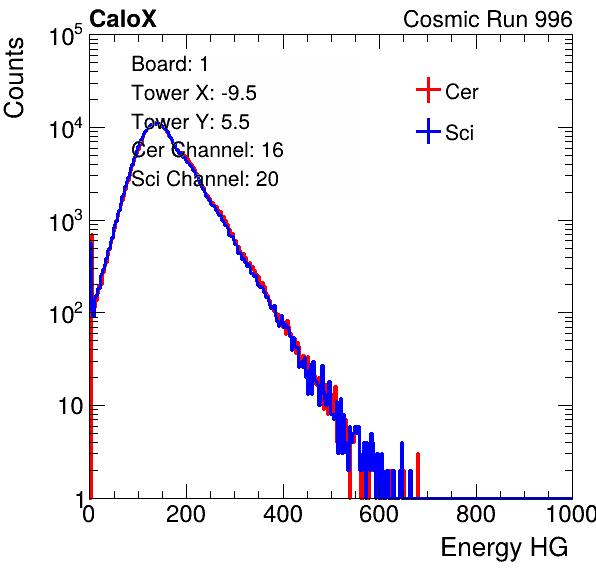 CaloX Cosmic Run 996
Counts
10^5
10^4
10^3
10^2
10
1
Board: 1
Tower X: -9.5
Tower Y: 5.5
Cer Channel: 16
Sci Channel: 20
Cer
Sci
0 200 400 600 800 1000
Energy HG